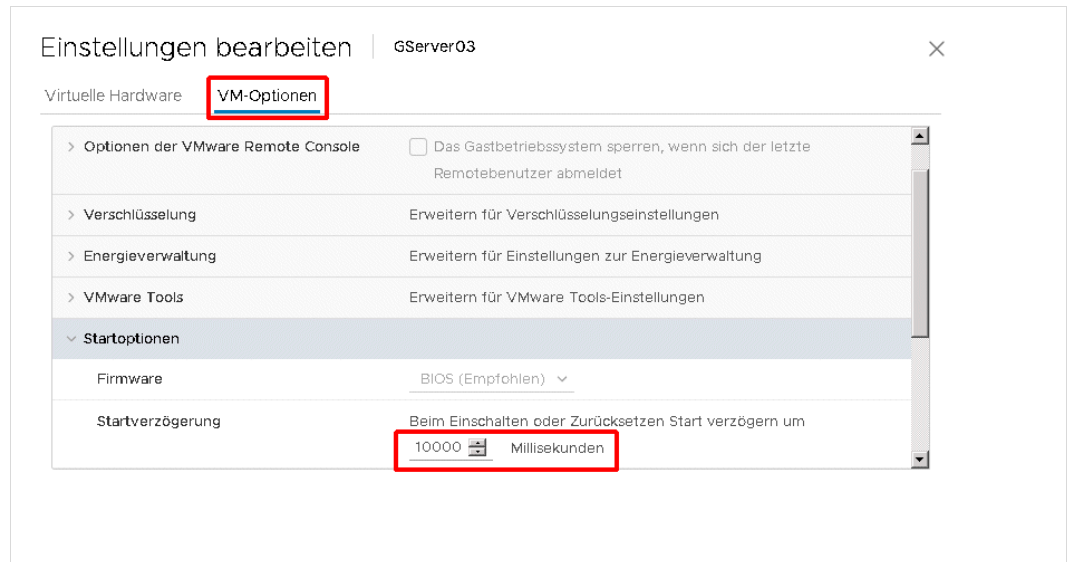 Einstellungen bearbeiten GServer03
Virtuelle Hardware VM-Optionen
Optionen der VMware Remote Console Das Gastbetriebssystem sperren, wenn sich der letzte
Remotebenutzer abmeldet
Verschlüsselung Erweitern für Verschlüsselungseinstellungen
Energieverwaltung Erweitern für Einstellungen zur Energieverwaltung
VMware Tools Erweitern für VMware Tools-Einstellungen
Startoptionen
Firmware BIOS (Empfohlen)
Startverzögerung Beim Einschalten oder Zurücksetzen Start verzögern um
10000 Millisekunden